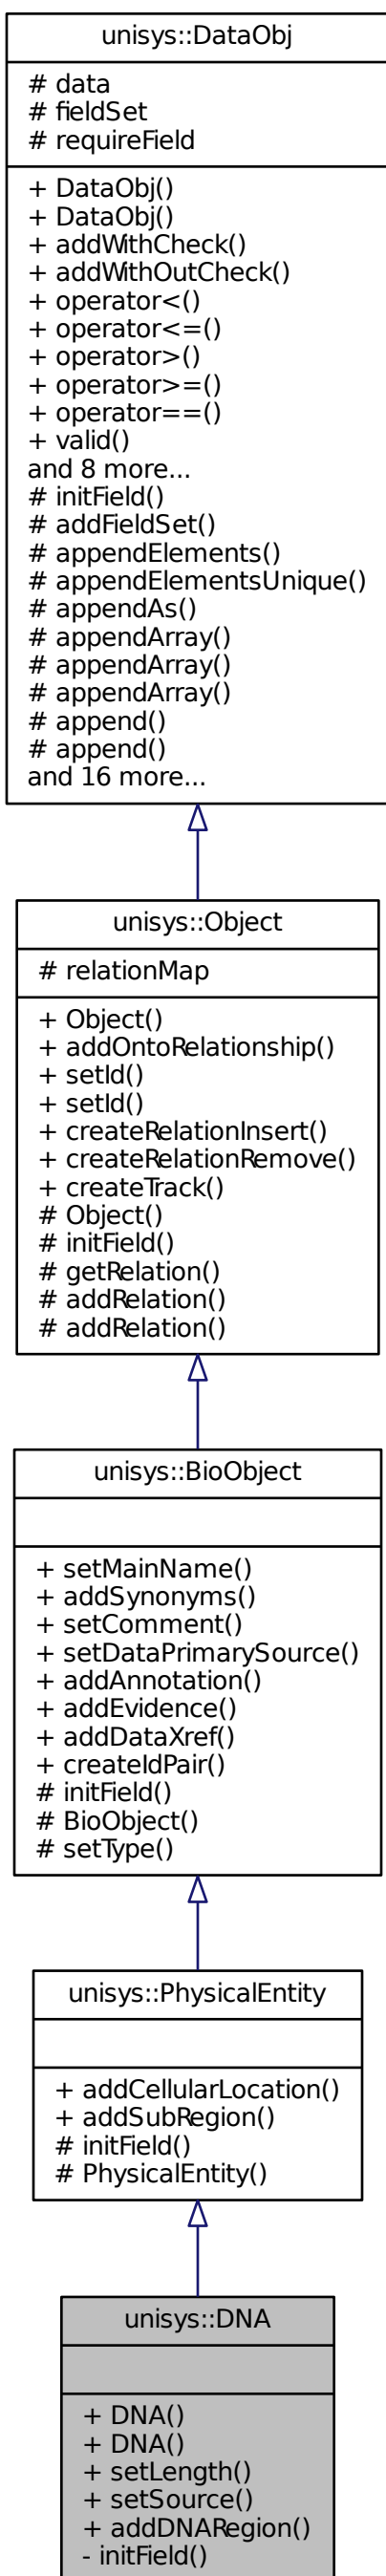 unisys::DataObj
# data
# fieldSet
# requireField
+ DataObj()
+ DataObj()
+ addWithCheck()
+ addWithOutCheck()
+ operator<()
+ operator<=()
+ operator>()
+ operator>=()
+ operator==()
+ valid()
and 8 more...
# initField()
# addFieldSet()
# appendElements()
# appendElementsUnique()
# appendAs()
# appendArray()
# appendArray()
# appendArray()
# append()
# append()
and 16 more...
unisys::Object
# relationMap
+ Object()
+ addOntoRelationship()
+ setId()
+ setId()
+ createRelationInsert()
+ createRelationRemove()
+ createTrack()
# Object()
# initField()
# getRelation()
# addRelation()
# addRelation()
unisys::BioObject
+ setMainName()
+ addSynonyms()
+ setComment()
+ setDataPrimarySource()
+ addAnnotation()
+ addEvidence()
+ addDataXref()
+ createIdPair()
# initField()
# BioObject()
# setType()
unisys::PhysicalEntity
+ addCellularLocation()
+ addSubRegion()
# initField()
# PhysicalEntity()
unisys::DNA
+ DNA()
+ DNA()
+ setLength()
+ setSource()
+ addDNARegion()
- initField()